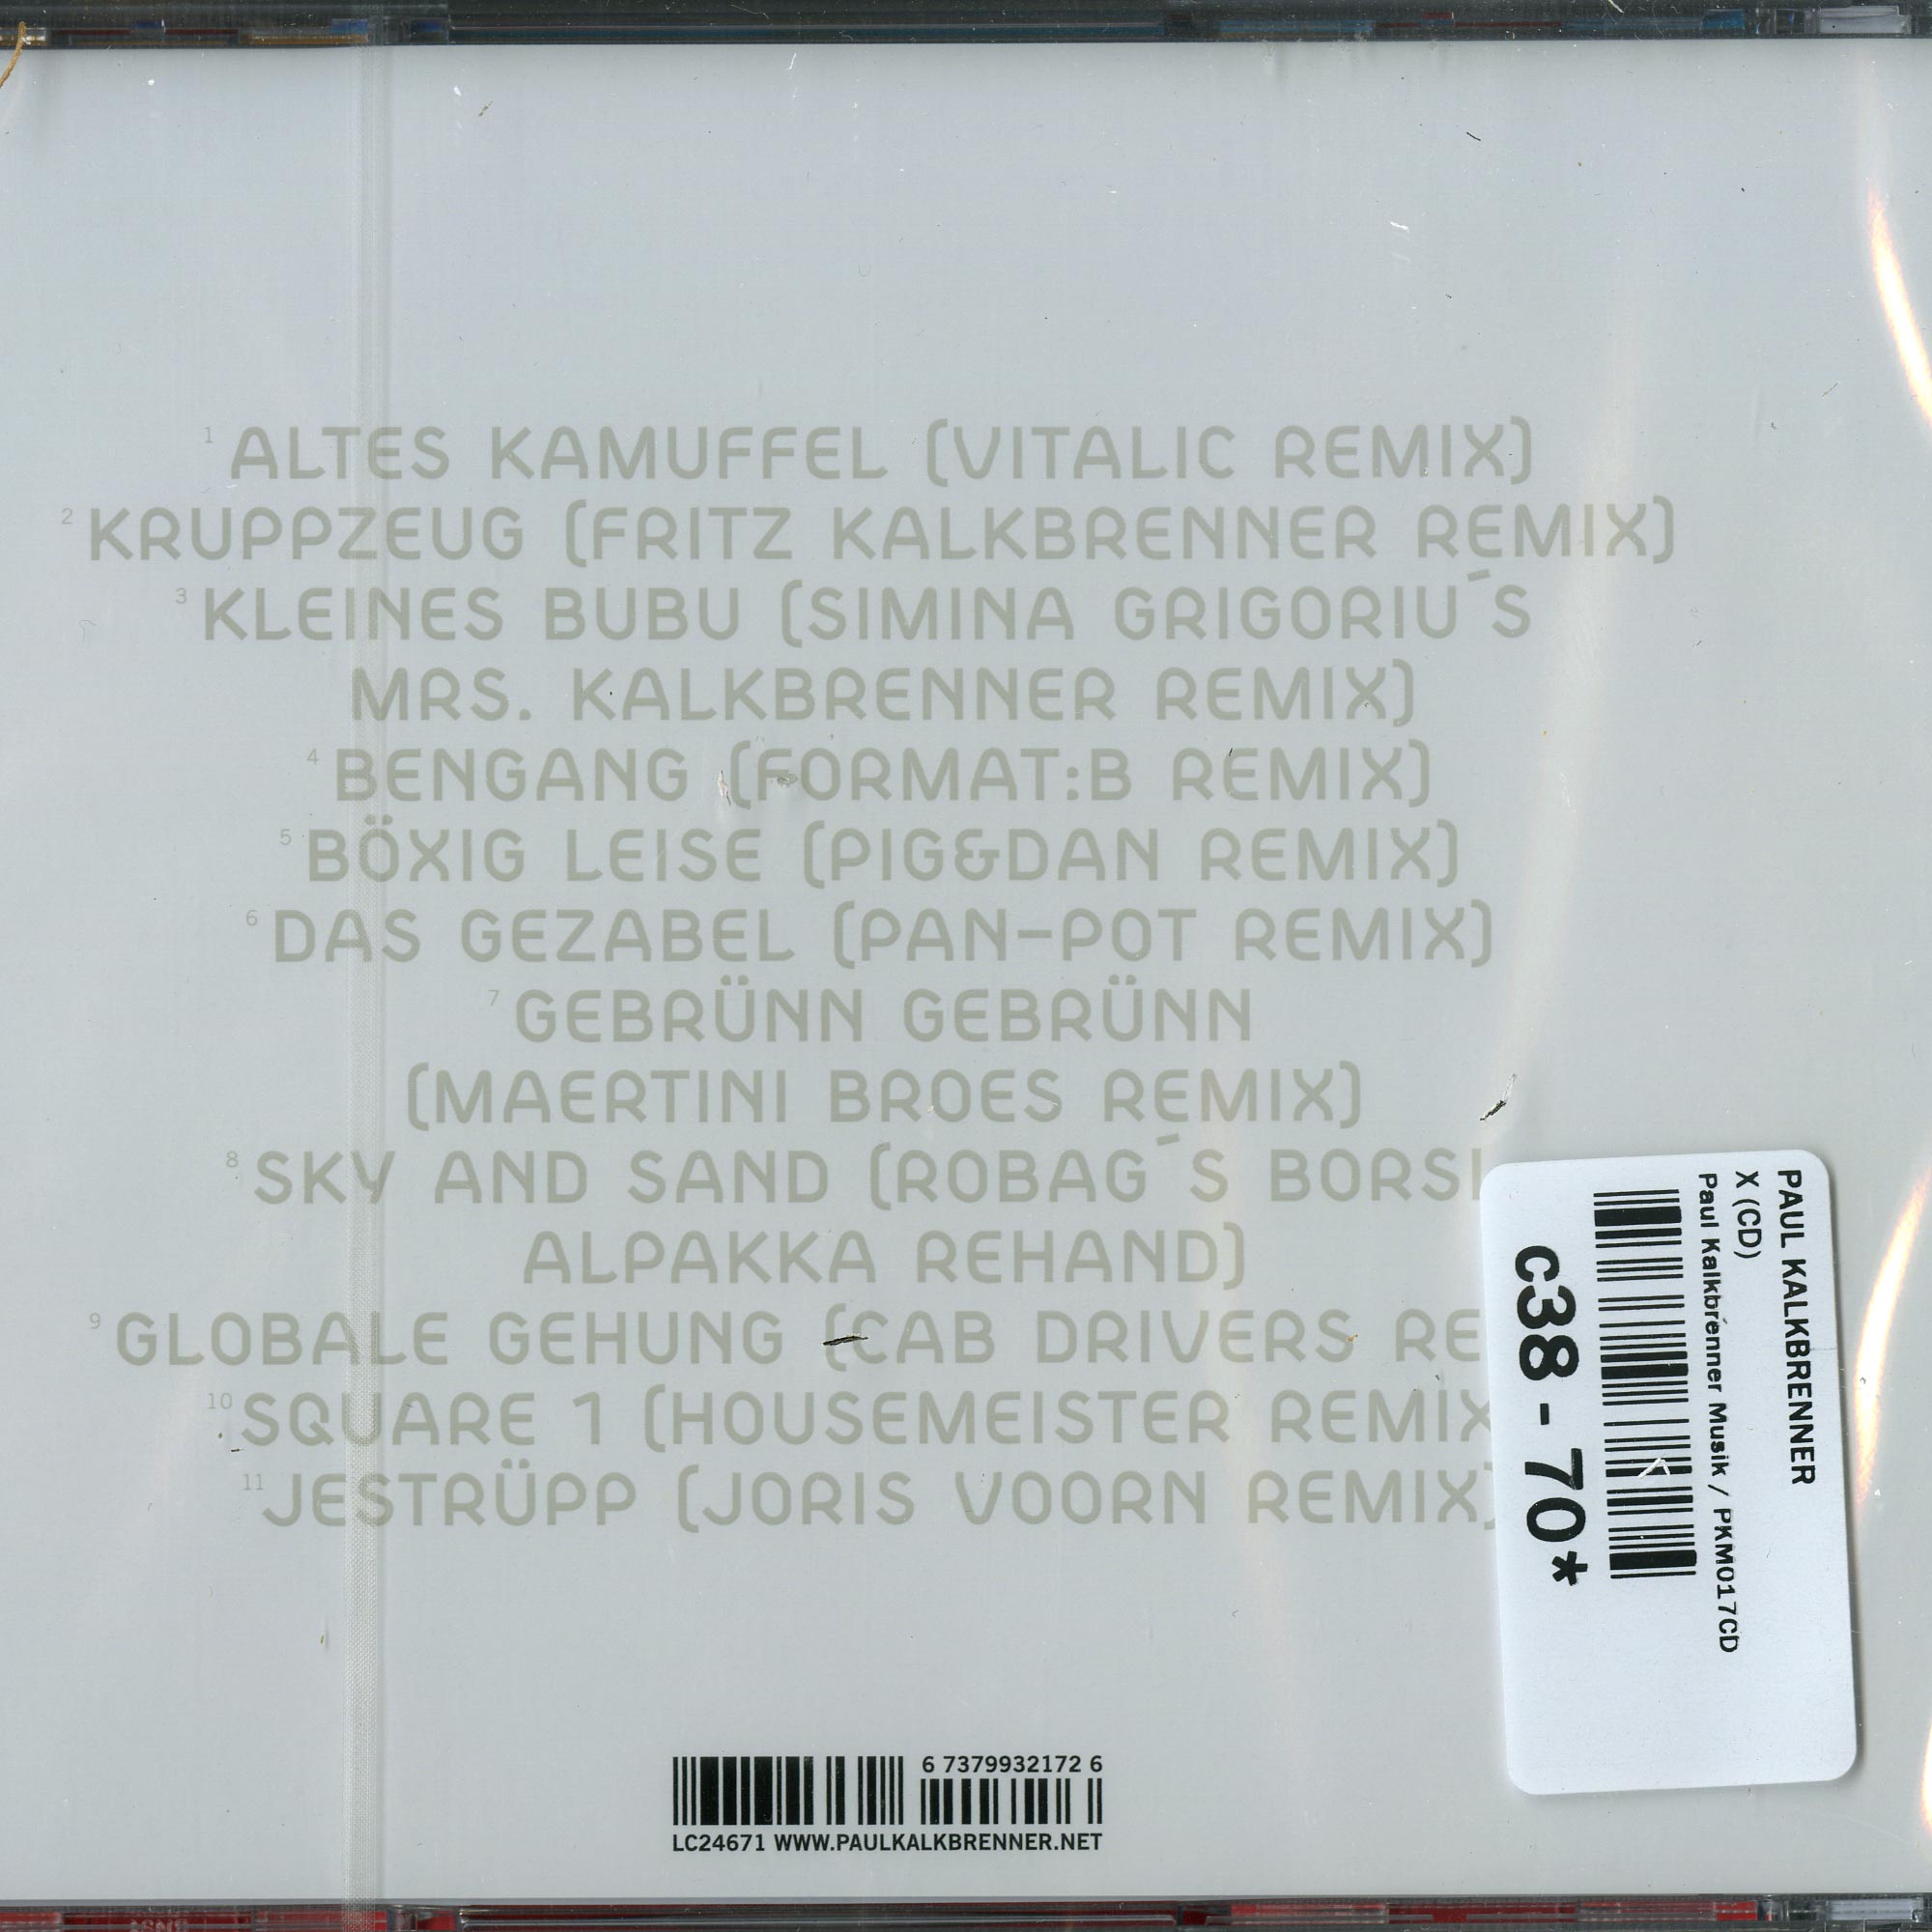 1 ALTES KAMUFFEL (VITALIC REMIX)
2 KRUPPZEUG (FRITZ KALKBRENNER REMIX)
3 KLEINES BUBU (SIMINA GRIGORIU´S
MRS. KALKBRENNER REMIX)
4 BENGANG (FORMAT:B REMIX)
5 BÖXIG LEISE (PIG&DAN REMIX)
6 DAS GEZABEL (PAN-POT REMIX)
7 GEBRÜNN GEBRÜNN
(MAERTINI BROES REMIX)
8 SKY AND SAND (ROBAG´S BORSI
ALPAKKA REHAND)
9 GLOBALE GEHUNG (CAB DRIVERS RE
10 SQUARE 1 (HOUSEMEISTER REMIX
11 JESTRÜPP (JORIS VOORN REMIX)
PAUL KALKBRENNER
X (CD)
Paul Kalkbrenner Musik / PKM017CD
c38 - 70*
6 7379932172 6
LC24671 WWW.PAULKALKBRENNER.NET